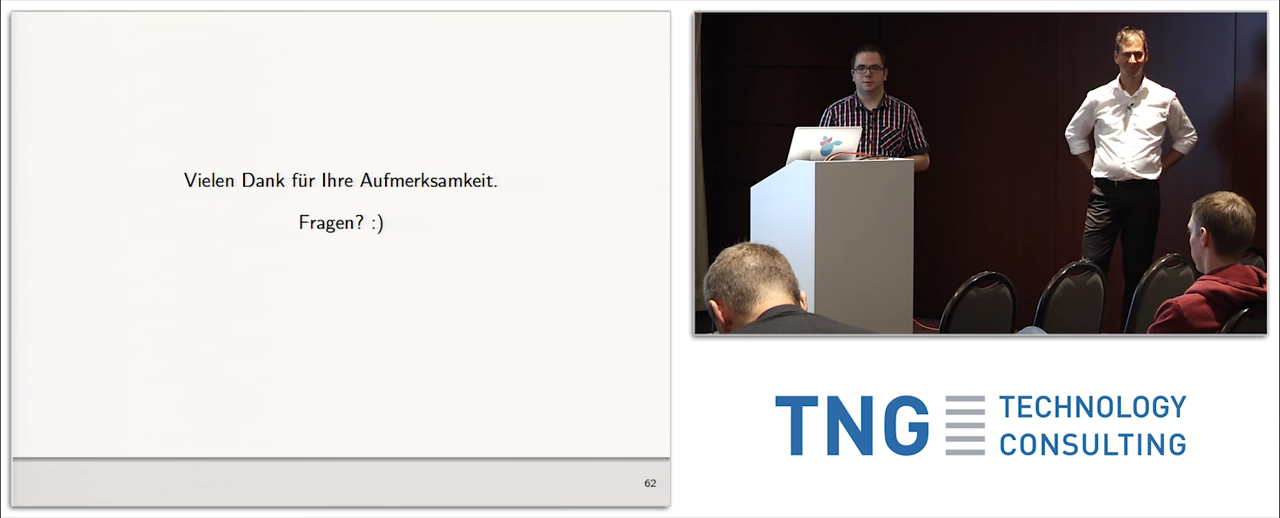 Vielen Dank für Ihre Aufmerksamkeit.
Fragen? :)
62
TNG
TECHNOLOGY
CONSULTING